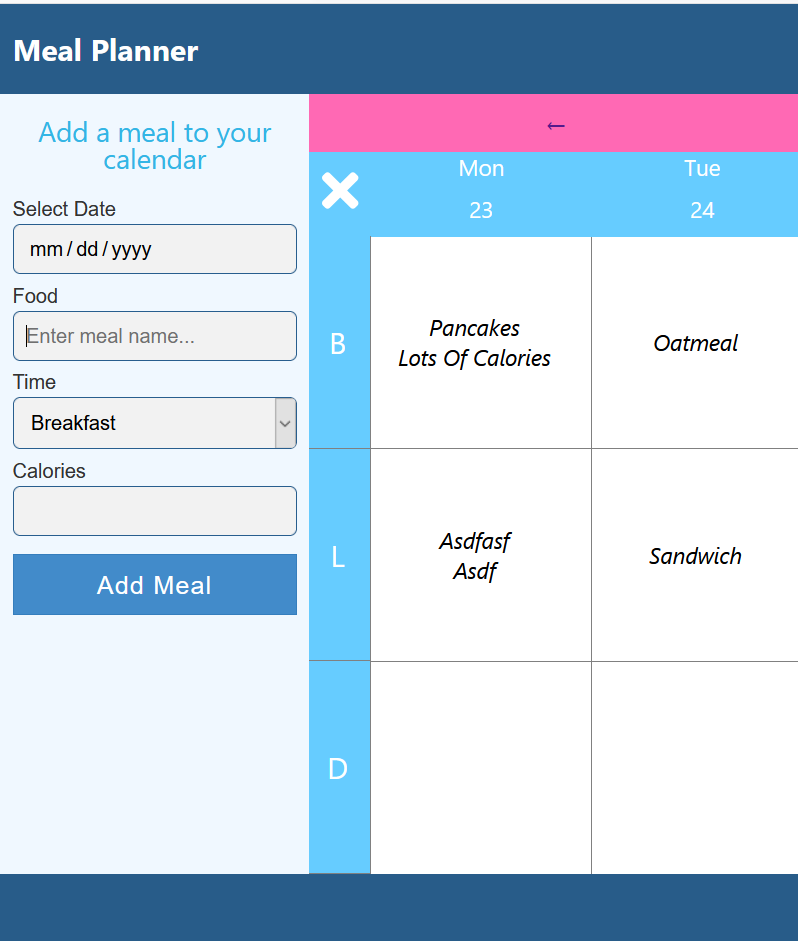 Meal Planner
Add a meal to your
calendar
Select Date
mm/dd/yyyy
Food
Enter meal name...
Time
Breakfast
Calories
Add Meal
←
Mon
Tue
23
24
B
Pancakes
Lots Of Calories
Oatmeal
L
Asdfasf
Asdf
Sandwich
D